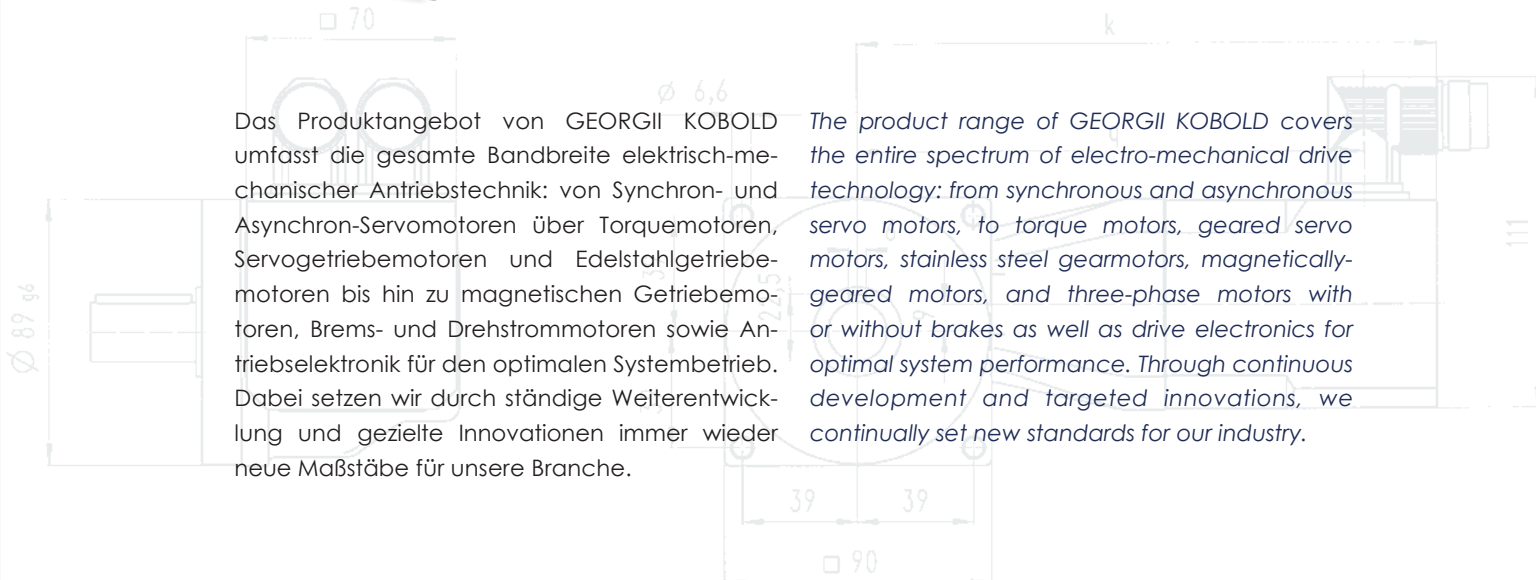 □ 70
k
Ø 6,6
Das Produktangebot von GEORGII KOBOLD
umfasst die gesamte Bandbreite elektrisch-me-
chanischer Antriebstechnik: von Synchron- und
Asynchron-Servomotoren über Torquemotoren,
Servogetriebemotoren und Edelstahlgetriebe-
motoren bis hin zu magnetischen Getriebemo-
toren, Brems- und Drehstrommotoren sowie An-
triebselektronik für den optimalen Systembetrieb.
Dabei setzen wir durch ständige Weiterentwick-
lung und gezielte Innovationen immer wieder
neue Maßstäbe für unsere Branche.
The product range of GEORGII KOBOLD covers
the entire spectrum of electro-mechanical drive
technology: from synchronous and asynchronous
servo motors, to torque motors, geared servo
motors, stainless steel gearmotors, magnetically-
geared motors, and three-phase motors with
or without brakes as well as drive electronics for
optimal system performance. Through continuous
development and targeted innovations, we
continually set new standards for our industry.
Ø 89 g6
22,5
111
39
39
□ 90